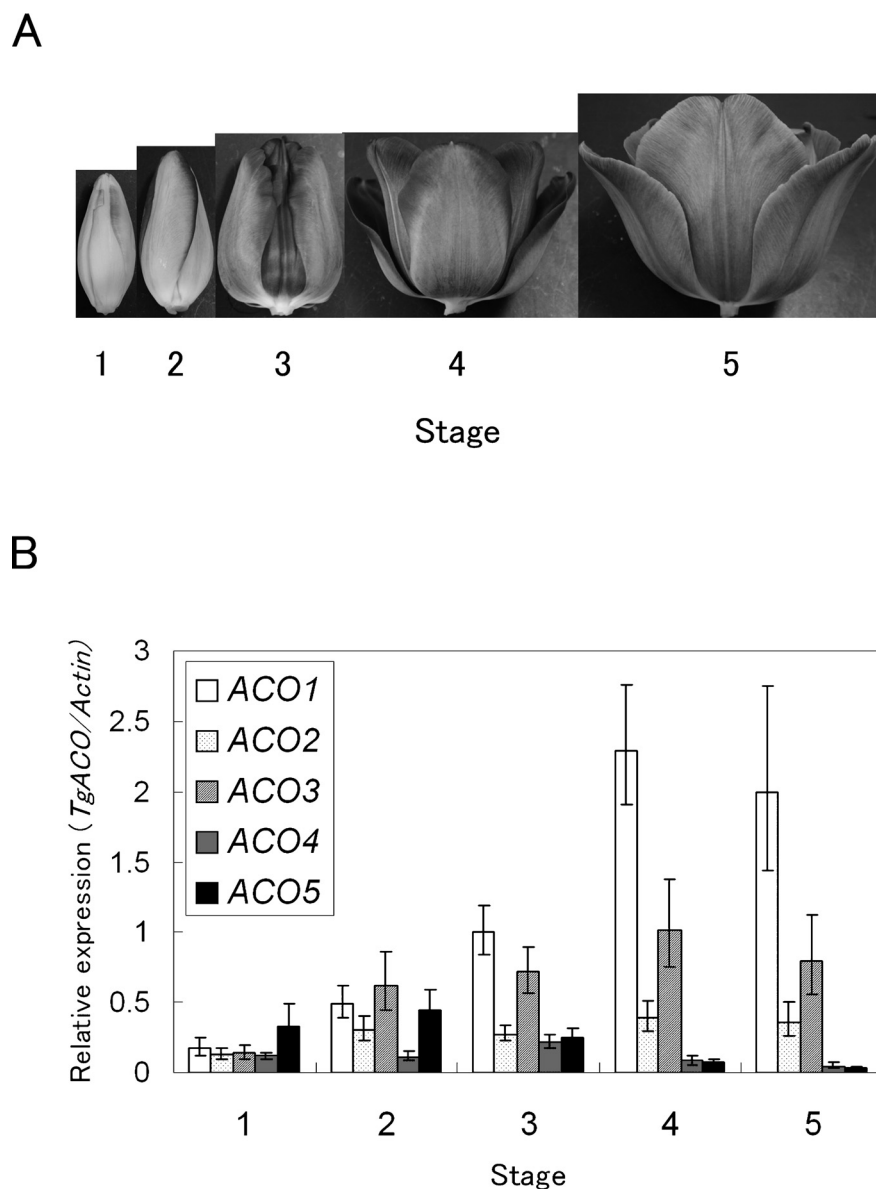 A
1 2 3 4 5
Stage
B
Relative expression (TgACO/Actin)
3
2.5
2
1.5
1
0.5
0
ACO1
ACO2
ACO3
ACO4
ACO5
1 2 3 4 5
Stage